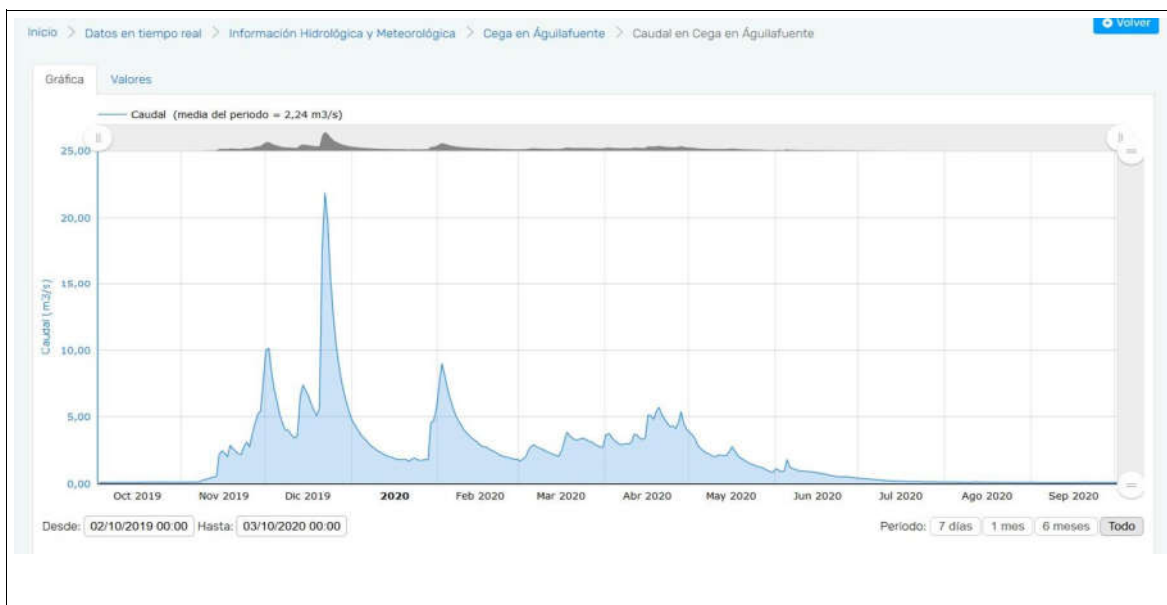 Volver
Inicio > Datos en tiempo real > Información Hidrológica y Meteorológica > Cega en Águilafuente > Caudal en Cega en Águilafuente
Gráfica Valores
Caudal (media del periodo = 2,24 m3/s)
25,00
20,00
15,00
10,00
5,00
0,00
Caudal (m3/s)
Oct 2019 Nov 2019 Dic 2019 2020 Feb 2020 Mar 2020 Abr 2020 May 2020 Jun 2020 Jul 2020 Ago 2020 Sep 2020
Desde: 02/10/2019 00:00 Hasta: 03/10/2020 00:00 Periodo: 7 días 1 mes 6 meses Todo